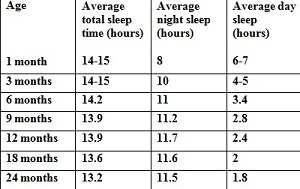 Age Average total sleep time (hours) Average night sleep (hours) Average day sleep (hours)
1 month 14-15 8 6-7
3 months 14-15 10 4-5
6 months 14.2 11 3.4
9 months 13.9 11.2 2.8
12 months 13.9 11.7 2.4
18 months 13.6 11.6 2
24 months 13.2 11.5 1.8